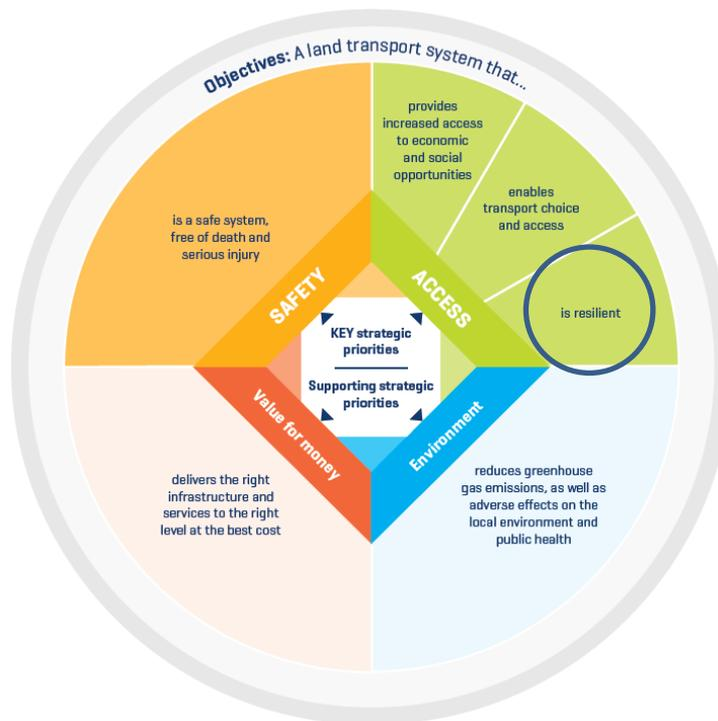 Objectives: A land transport system that...
provides
increased access
to economic
and social
opportunities
enables
transport choice
and access
is resilient
is a safe system,
free of death and
serious injury
SAFETY
ACCESS
KEY strategic
priorities
Supporting strategic
priorities
Value for money
Environment
delivers the right
infrastructure and
services to the right
level at the best cost
reduces greenhouse
gas emissions, as well as
adverse effects on the
local environment and
public health